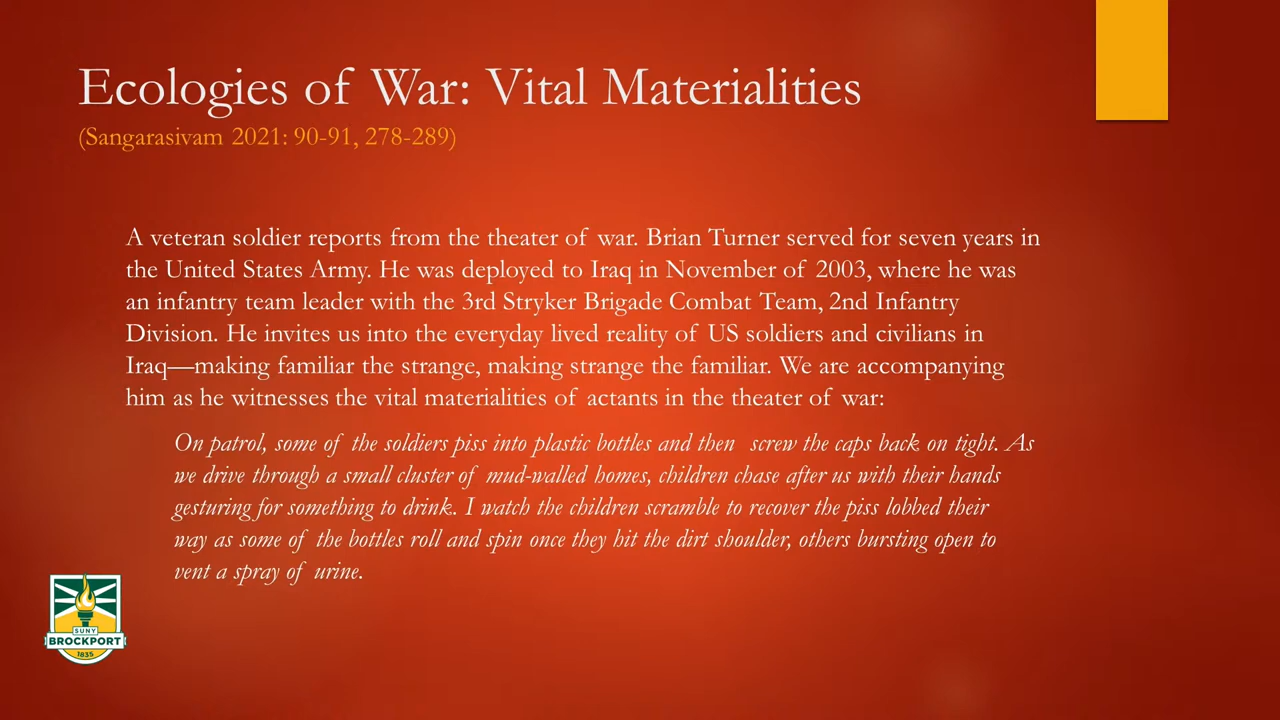 Ecologies of War: Vital Materialities
(Sangarasivam 2021: 90-91, 278-289)
A veteran soldier reports from the theater of war. Brian Turner served for seven years in
the United States Army. He was deployed to Iraq in November of 2003, where he was
an infantry team leader with the 3rd Stryker Brigade Combat Team, 2nd Infantry
Division. He invites us into the everyday lived reality of US soldiers and civilians in
Iraq—making familiar the strange, making strange the familiar. We are accompanying
him as he witnesses the vital materialities of actants in the theater of war:
On patrol, some of the soldiers piss into plastic bottles and then screw the caps back on tight. As
we drive through a small cluster of mud-walled homes, children chase after us with their hands
gesturing for something to drink. I watch the children scramble to recover the piss lobbed their
way as some of the bottles roll and spin once they hit the dirt shoulder, others bursting open to
vent a spray of urine.
SUNY
BROCKPORT
1835